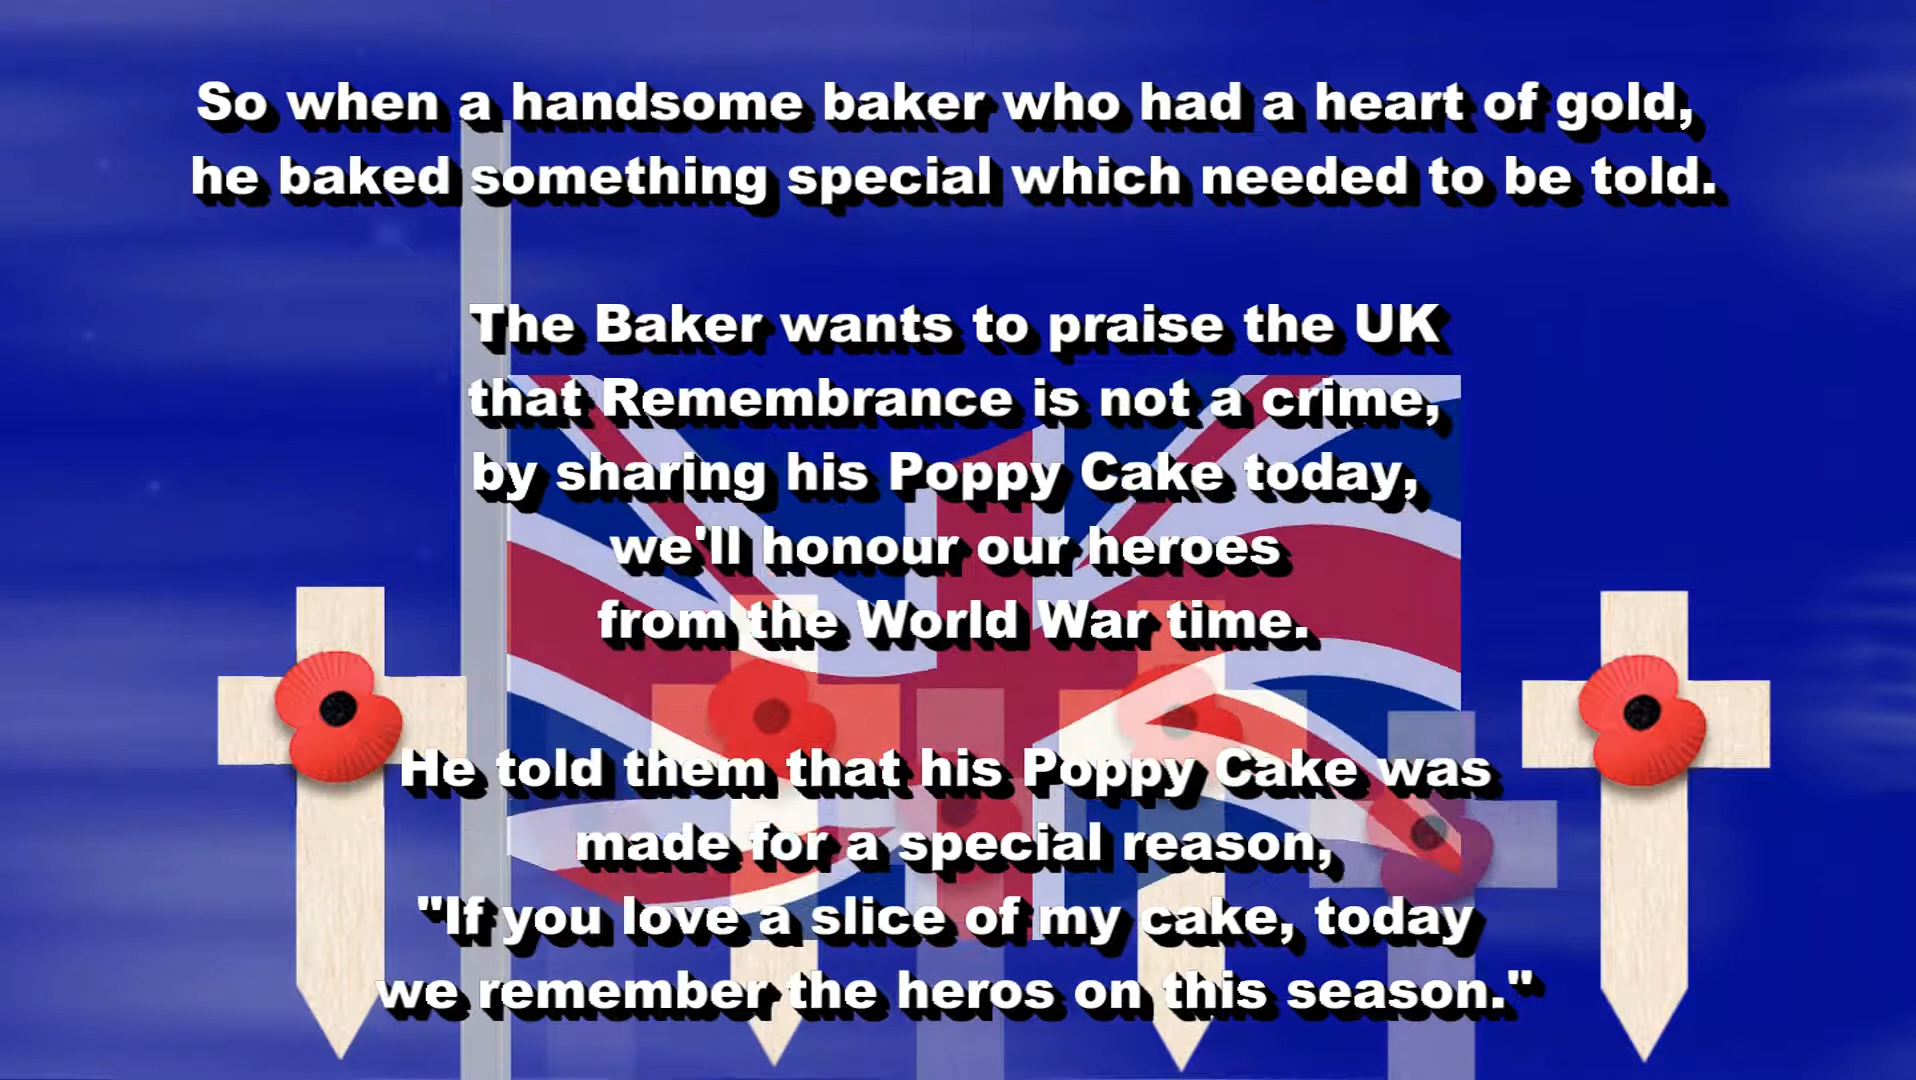 So when a handsome baker who had a heart of gold,
he baked something special which needed to be told.
The Baker wants to praise the UK
that Remembrance is not a crime,
by sharing his Poppy Cake today,
we'll honour our heroes
from the World War time.
He told them that his Poppy Cake was
made for a special reason,
"If you love a slice of my cake, today
we remember the heros on this season."